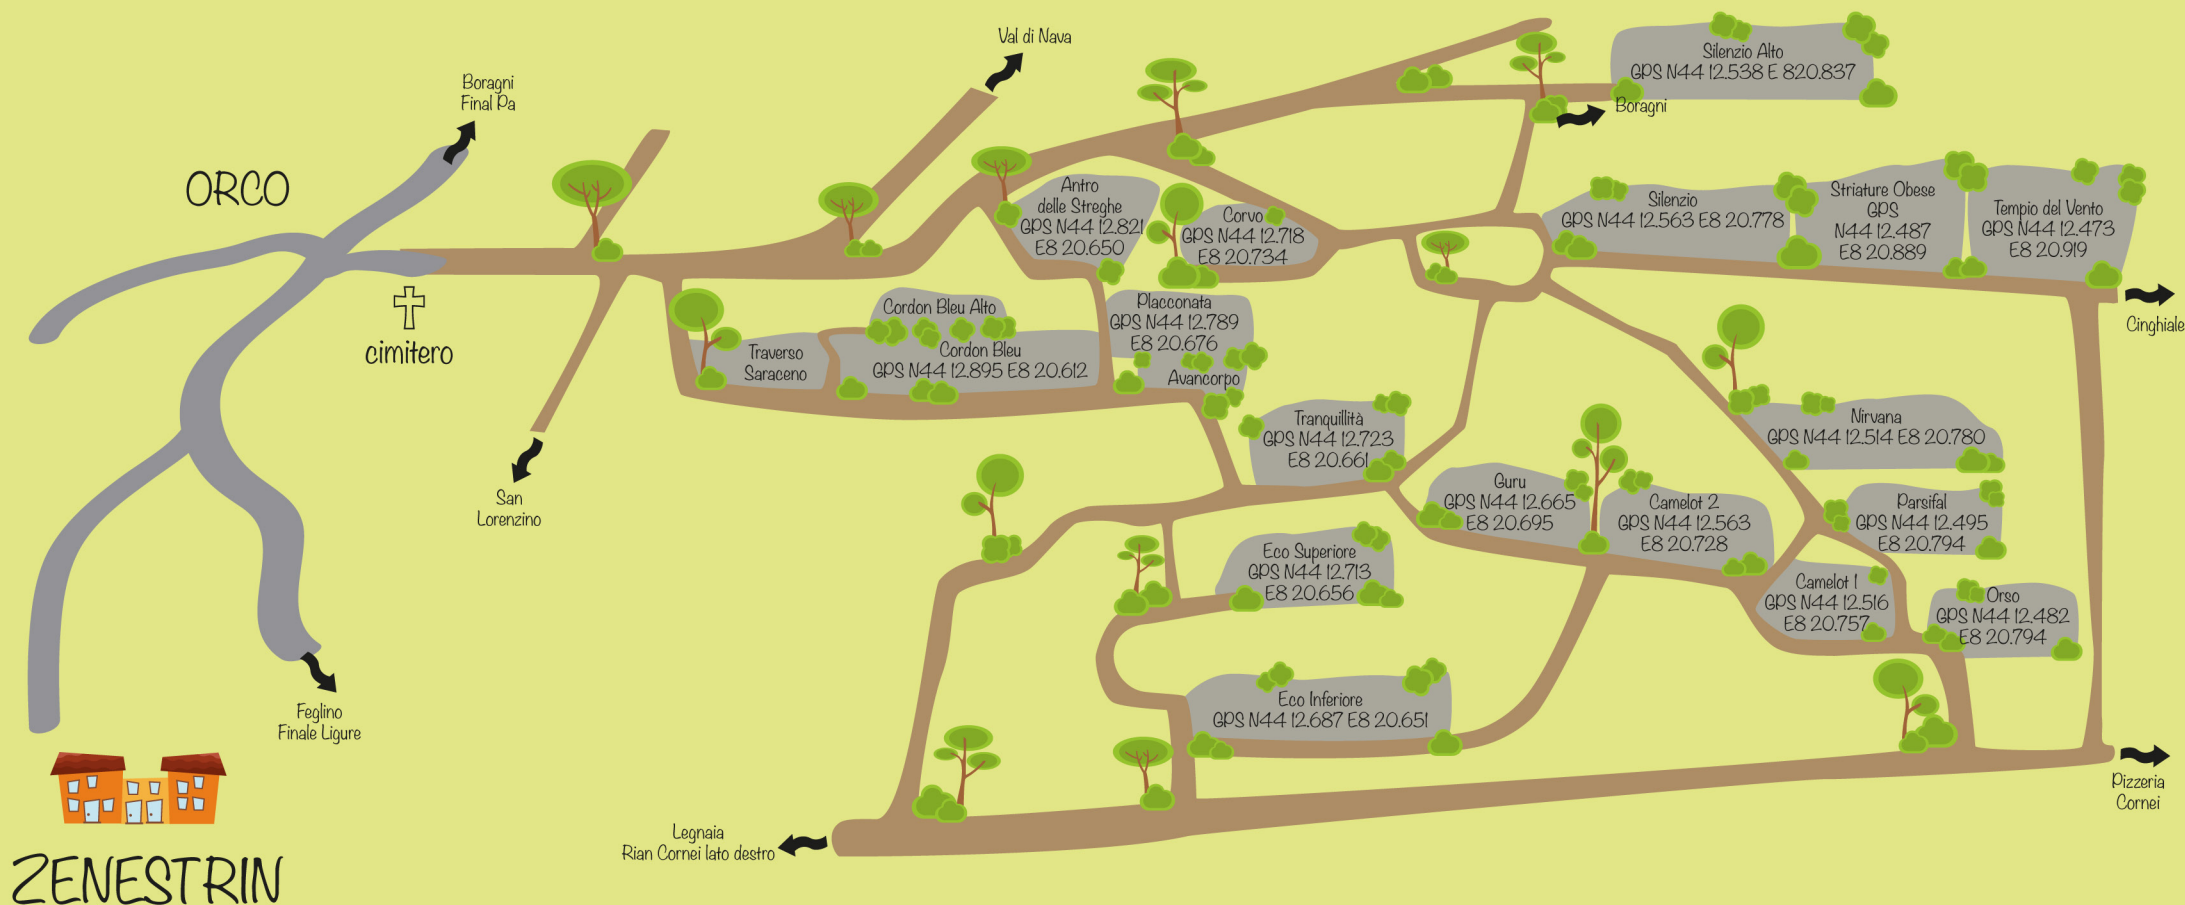 Val di Nava
Boragni
Final Pa
ORCO
cimitero
San
Lorenzino
Feglino
Finale Ligure
ZENESTRIN
Silenzio Alto
GPS N44 12.538 E 820.837
Boragni
Antro
delle Streghe
GPS N44 12.821
E8 20.650
Corvo
GPS N44 12.718
E8 20.734
Silenzio
GPS N44 12.563 E8 20.778
Striature Obese
GPS
N44 12.487
E8 20.889
Tempio del Vento
GPS N44 12.473
E8 20.919
Cinghiale
Cordon Bleu Alto
Cordon Bleu
GPS N44 12.895 E8 20.612
Traverso
Saraceno
Placconata
GPS N44 12.789
E8 20.676
Avancorpo
Tranquillità
GPS N44 12.723
E8 20.661
Nirvana
GPS N44 12.514 E8 20.780
Guru
GPS N44 12.665
E8 20.695
Camelot 2
GPS N44 12.563
E8 20.728
Parsifal
GPS N44 12.495
E8 20.794
Eco Superiore
GPS N44 12.713
E8 20.656
Camelot 1
GPS N44 12.516
E8 20.757
Orso
GPS N44 12.482
E8 20.794
Eco Inferiore
GPS N44 12.687 E8 20.651
Legnaia
Rian Cornei lato destro
Pizzeria
Cornei